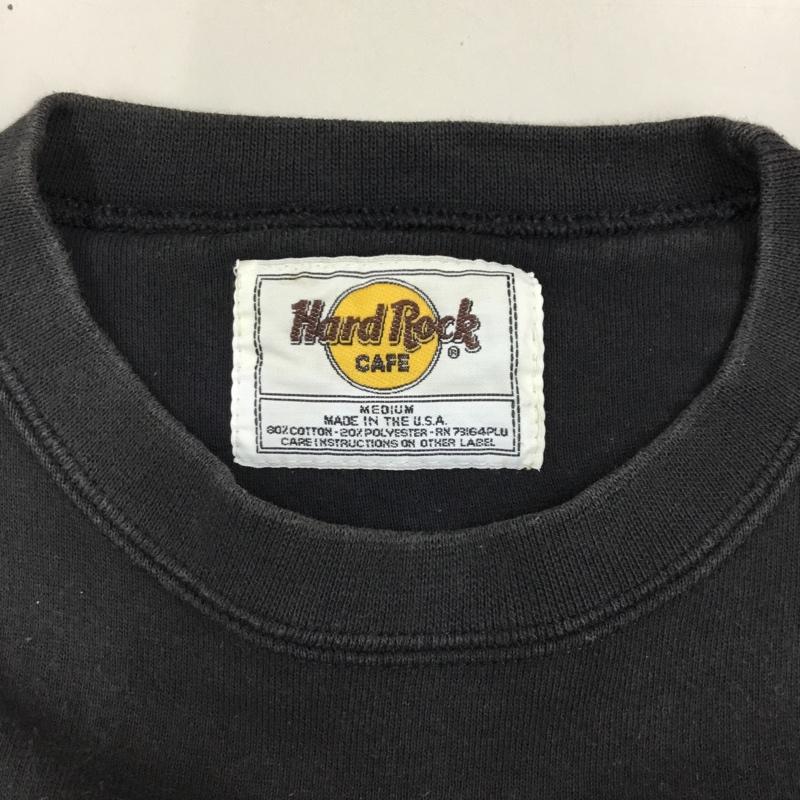 Hard Rock
CAFE ®
MEDIUM
MADE IN THE U.S.A.
80% COTTON - 20% POLYESTER - RN 73164PLU
CARE INSTRUCTIONS ON OTHER LABEL